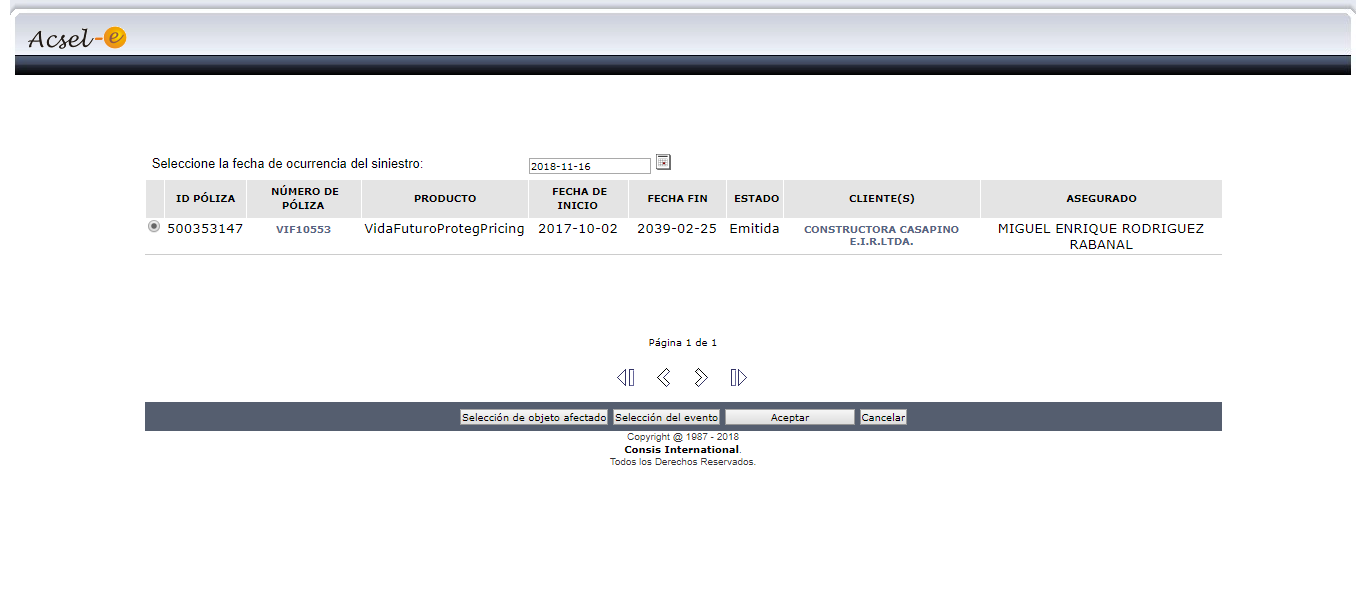 Acsel-e
Seleccione la fecha de ocurrencia del siniestro: 2018-11-16
ID PÓLIZA NÚMERO DE PÓLIZA PRODUCTO FECHA DE INICIO FECHA FIN ESTADO CLIENTE(S) ASEGURADO
500353147 VIF10553 VidaFuturoProtegPricing 2017-10-02 2039-02-25 Emitida CONSTRUCTORA CASAPINO E.I.R.LTDA. MIGUEL ENRIQUE RODRIGUEZ RABANAL
Página 1 de 1
Selección de objeto afectado Selección del evento Aceptar Cancelar
Copyright @ 1987 - 2018
Consis International.
Todos los Derechos Reservados.